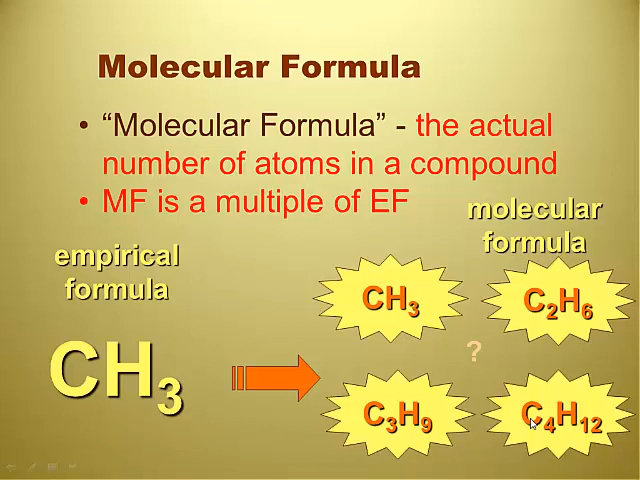 Molecular Formula
• “Molecular Formula” - the actual
number of atoms in a compound
• MF is a multiple of EF
molecular
formula
empirical
formula
CH₃
C₂H₆
?
CH₃
C₃H₉
C₄H₁₂